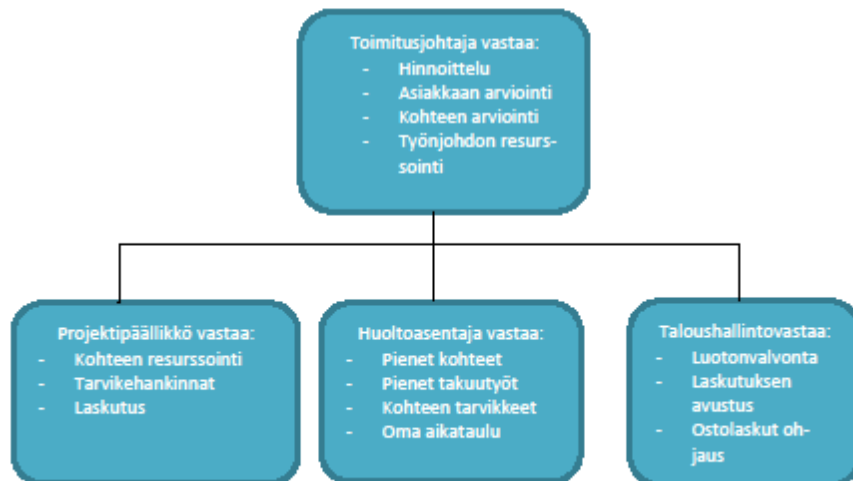 Toimitusjohtaja vastaa:
- Hinnoittelu
- Asiakkaan arviointi
- Kohteen arviointi
- Työnjohdon resurs-
sointi
Projektipäällikkö vastaa:
- Kohteen resurssointi
- Tarvikehankinnat
- Laskutus
Huoltoasentaja vastaa:
- Pienet kohteet
- Pienet takuutyöt
- Kohteen tarvikkeet
- Oma aikataulu
Taloushallintovastaa:
- Luotonvalvonta
- Laskutuksen
avustus
- Ostolaskut oh-
jaus